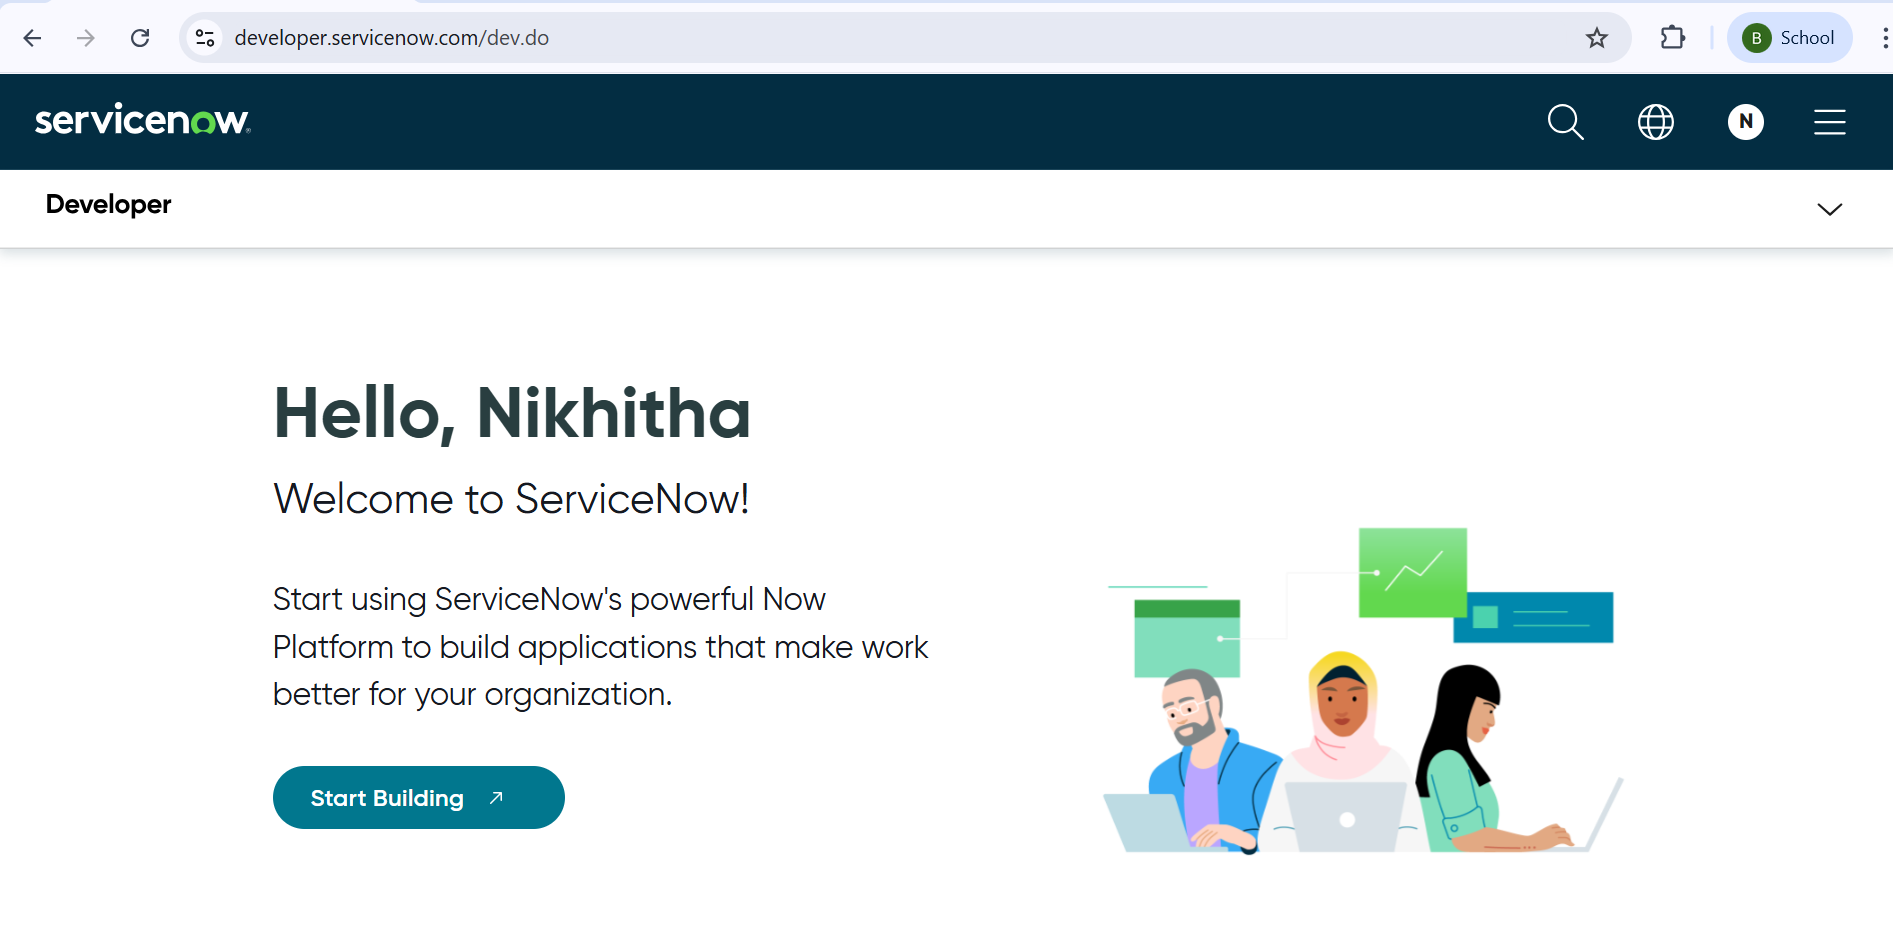 developer.servicenow.com/dev.do
B School
servicenow
N
Developer
Hello, Nikhitha
Welcome to ServiceNow!
Start using ServiceNow's powerful Now
Platform to build applications that make work
better for your organization.
Start Building